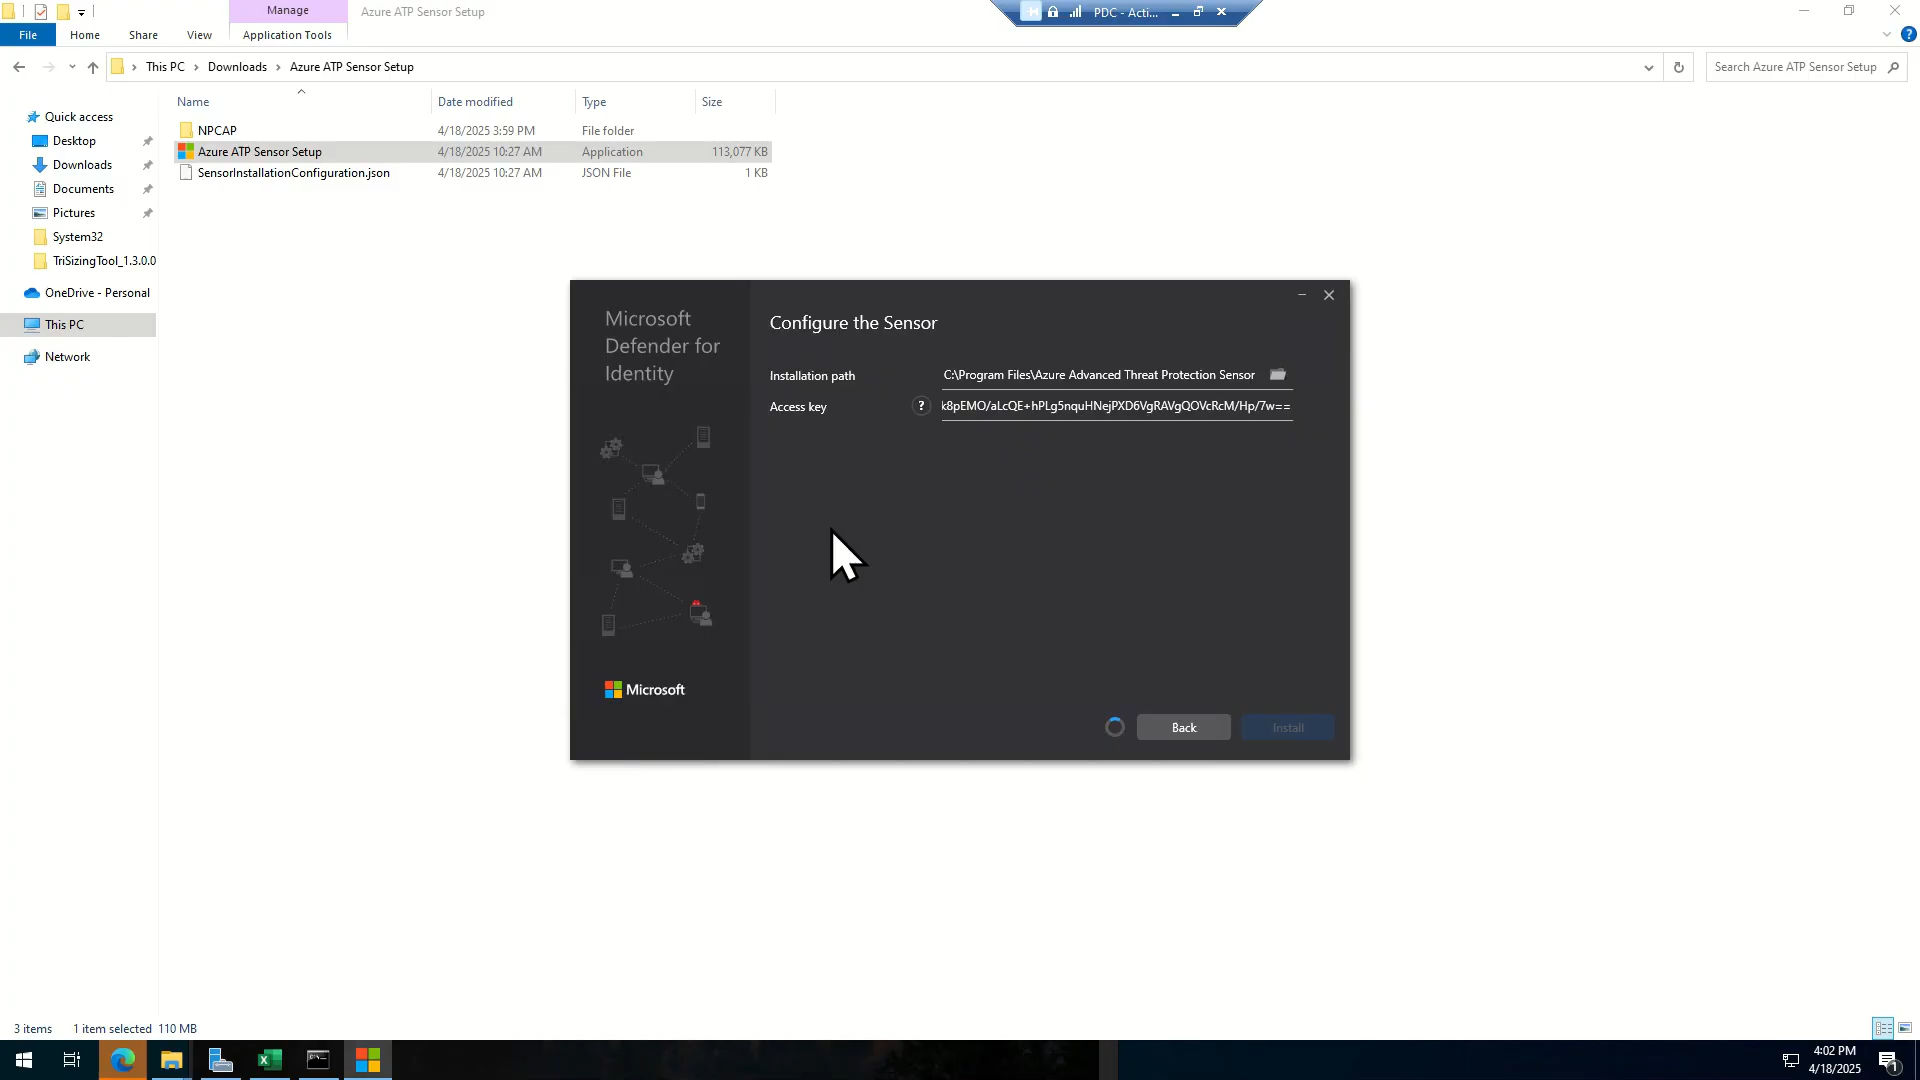 Manage
Azure ATP Sensor Setup
PDC - Acti...
File
Home
Share
View
Application Tools
This PC
Downloads
Azure ATP Sensor Setup
Search Azure ATP Sensor Setup
Name
Date modified
Type
Size
NPCAP
4/18/2025 3:59 PM
File folder
Azure ATP Sensor Setup
4/18/2025 10:27 AM
Application
113,077 KB
SensorInstallationConfiguration.json
4/18/2025 10:27 AM
JSON File
1 KB
Quick access
Desktop
Downloads
Documents
Pictures
System32
TriSizingTool_1.3.0.0
OneDrive - Personal
This PC
Network
Microsoft
Defender for
Identity
Microsoft
Configure the Sensor
Installation path
C:\Program Files\Azure Advanced Threat Protection Sensor
Access key
?
k8pEMO/aLcQE+hPLg5nquHNejPXD6VgRAVgQOVcRcM/Hp/7w==
Back
Install
3 items
1 item selected 110 MB
4:02 PM
4/18/2025
1